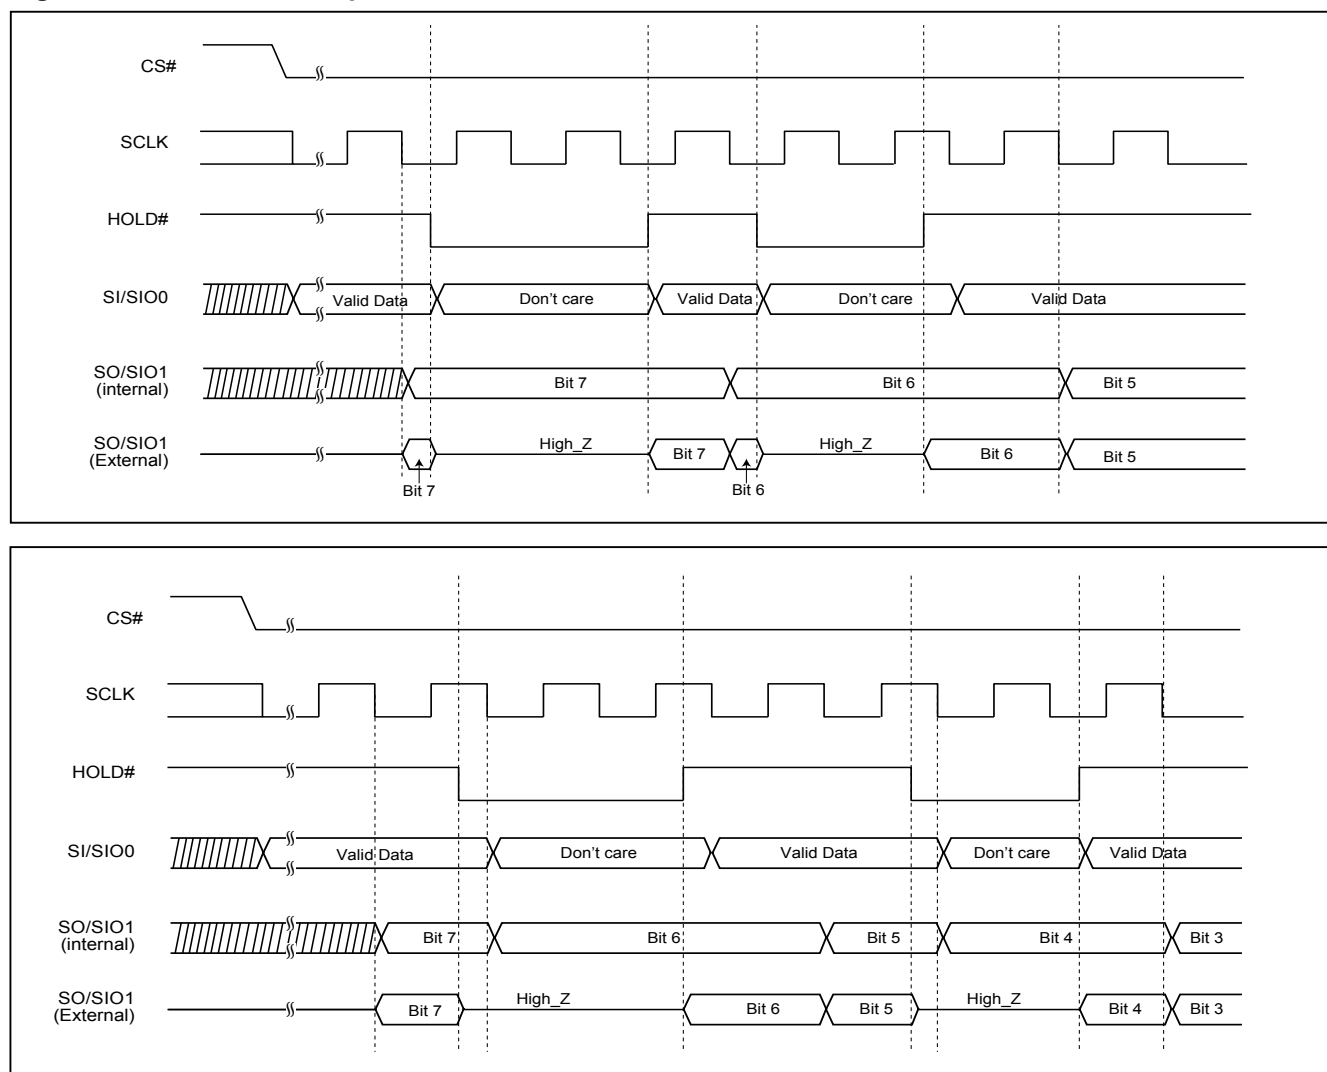 CS#
SCLK
HOLD#
SI/SIO0
Valid Data
Don't care
Valid Data
Don't care
Valid Data
SO/SIO1
(internal)
Bit 7
Bit 6
Bit 5
SO/SIO1
(External)
High_Z
Bit 7
High_Z
Bit 6
Bit 5
Bit 7
Bit 6
CS#
SCLK
HOLD#
SI/SIO0
Valid Data
Don't care
Valid Data
Don't care
Valid Data
SO/SIO1
(internal)
Bit 7
Bit 6
Bit 5
Bit 4
Bit 3
SO/SIO1
(External)
Bit 7
High_Z
Bit 6
Bit 5
High_Z
Bit 4
Bit 3